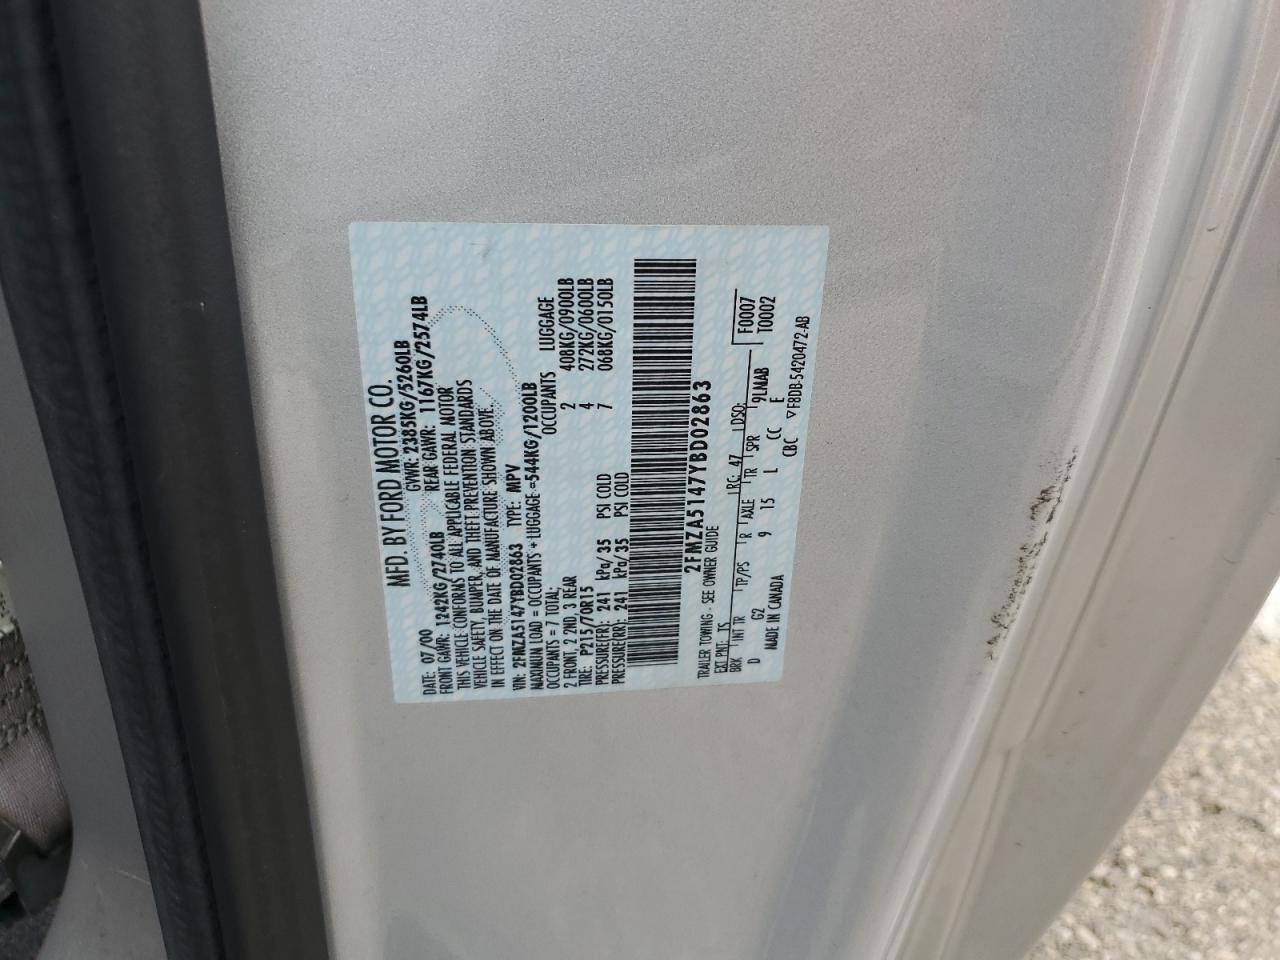 MFD. BY FORD MOTOR CO.
DATE: 07/00 GVWR: 2385KG/5260LB
FRONT GAWR: 1242KG/2740LB REAR GAWR: 1167KG/2574LB
THIS VEHICLE CONFORMS TO ALL APPLICABLE FEDERAL MOTOR
VEHICLE SAFETY, BUMPER, AND THEFT PREVENTION STANDARDS
IN EFFECT ON THE DATE OF MANUFACTURE SHOWN ABOVE.
VIN: 2FMZA5147YBD02863 TYPE: MPV
MAXIMUM LOAD = OCCUPANTS + LUGGAGE =544KG/1200LB
OCCUPANTS = 7 TOTAL: OCCUPANTS LUGGAGE
2 FRONT, 2 2ND, 3 REAR 2 408KG/0900LB
TIRE: P215/70R15 4 272KG/0600LB
PRESSURE(FR): 241 kPa/ 35 PSI COLD 7 068KG/0150LB
PRESSURE(RR): 241 kPa/ 35 PSI COLD
2FMZA5147YBD02863
TRAILER TOWING - SEE OWNER GUIDE
EXT PNT: TS RC: 47 DSO: F0007
BRK INT TR TP/PS R AXLE TR SPR 9LMAB T0002
D G2 9 15 L CC E
MADE IN CANADA CBC ▽F8DB-5420472-AB